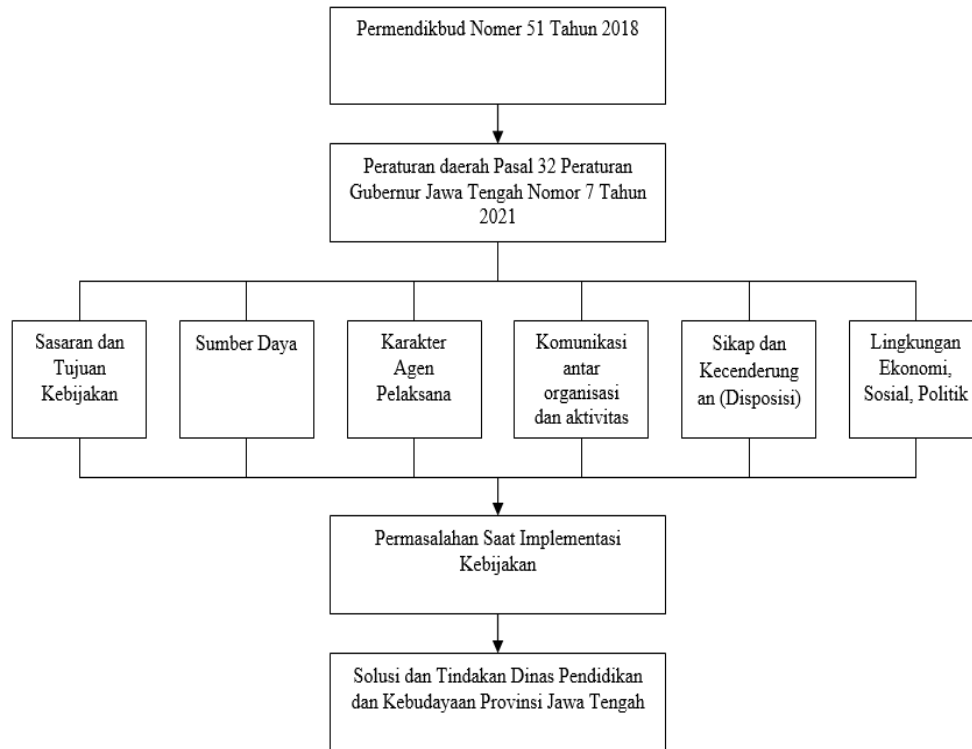 Permendikbud Nomer 51 Tahun 2018
Peraturan daerah Pasal 32 Peraturan
Gubernur Jawa Tengah Nomor 7 Tahun
2021
Sasaran dan
Tujuan
Kebijakan
Sumber Daya
Karakter
Agen
Pelaksana
Komunikasi
antar
organisasi
dan aktivitas
Sikap dan
Kecenderung
an (Disposisi)
Lingkungan
Ekonomi,
Sosial, Politik
Permasalahan Saat Implementasi
Kebijakan
Solusi dan Tindakan Dinas Pendidikan
dan Kebudayaan Provinsi Jawa Tengah